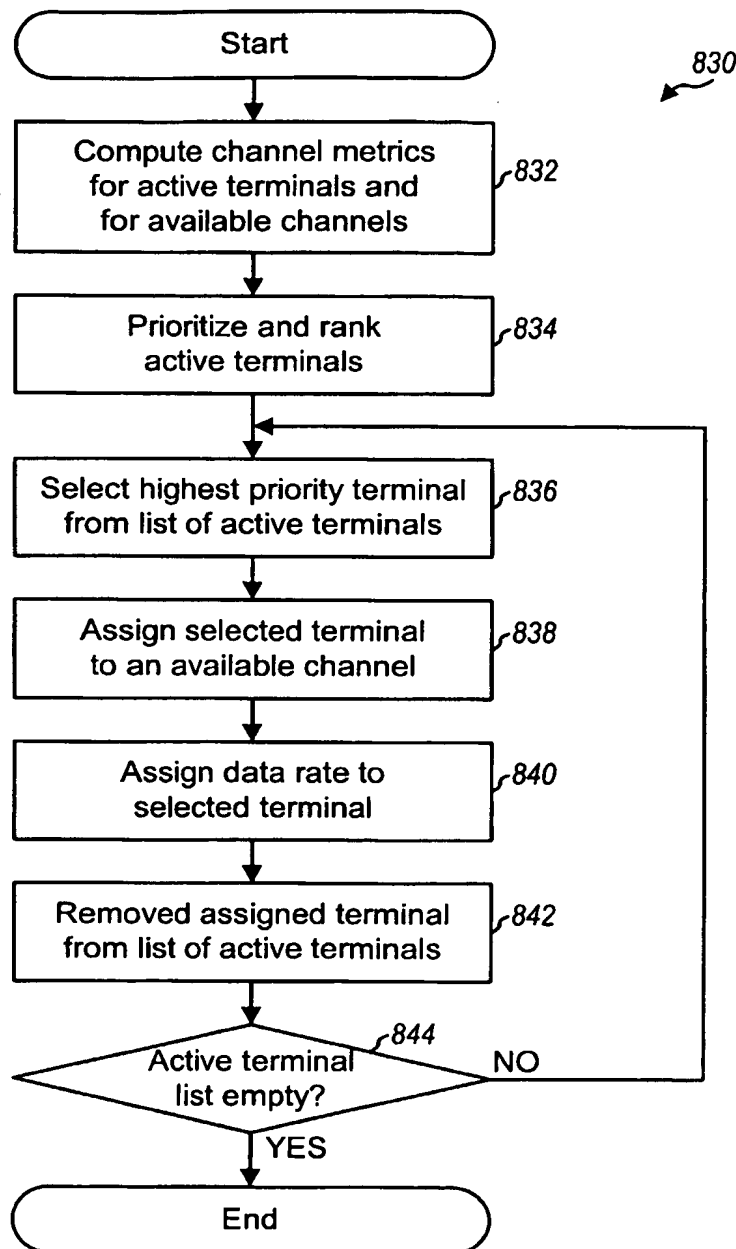 Start
830
Compute channel metrics
for active terminals and
for available channels
832
Prioritize and rank
active terminals
834
Select highest priority terminal
from list of active terminals
836
Assign selected terminal
to an available channel
838
Assign data rate to
selected terminal
840
Removed assigned terminal
from list of active terminals
842
844
Active terminal
list empty?
NO
YES
End